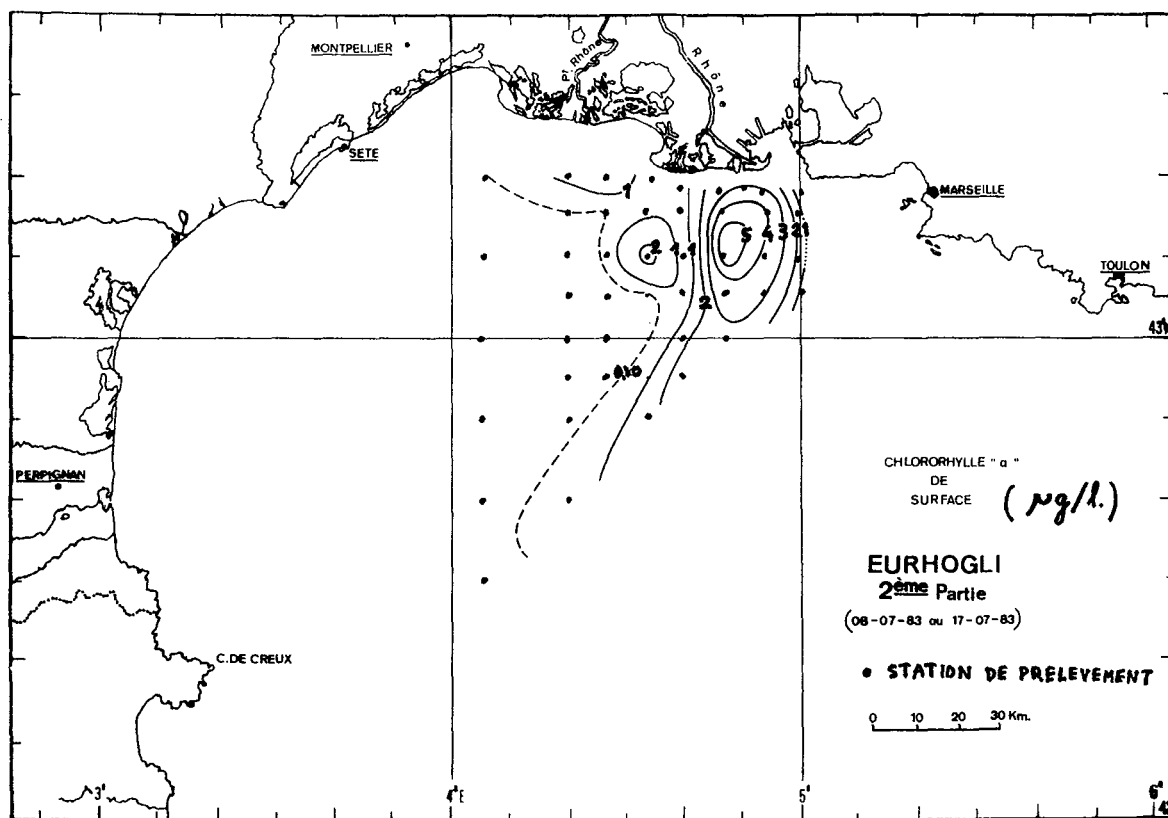 MONTPELLIER
Pt. Rhône
Rhône
SETE
MARSEILLE
TOULON
1
2 1 1
5 4 3 2 1
2
0,10
43°
PERPIGNAN
CHLORORHYLLE "a"
DE
SURFACE
(µg/l.)
EURHOGLI
2ème Partie
(08-07-83 au 17-07-83)
C. DE CREUX
• STATION DE PRELEVEMENT
0 10 20 30 Km.
3°
4°E
5°
6°